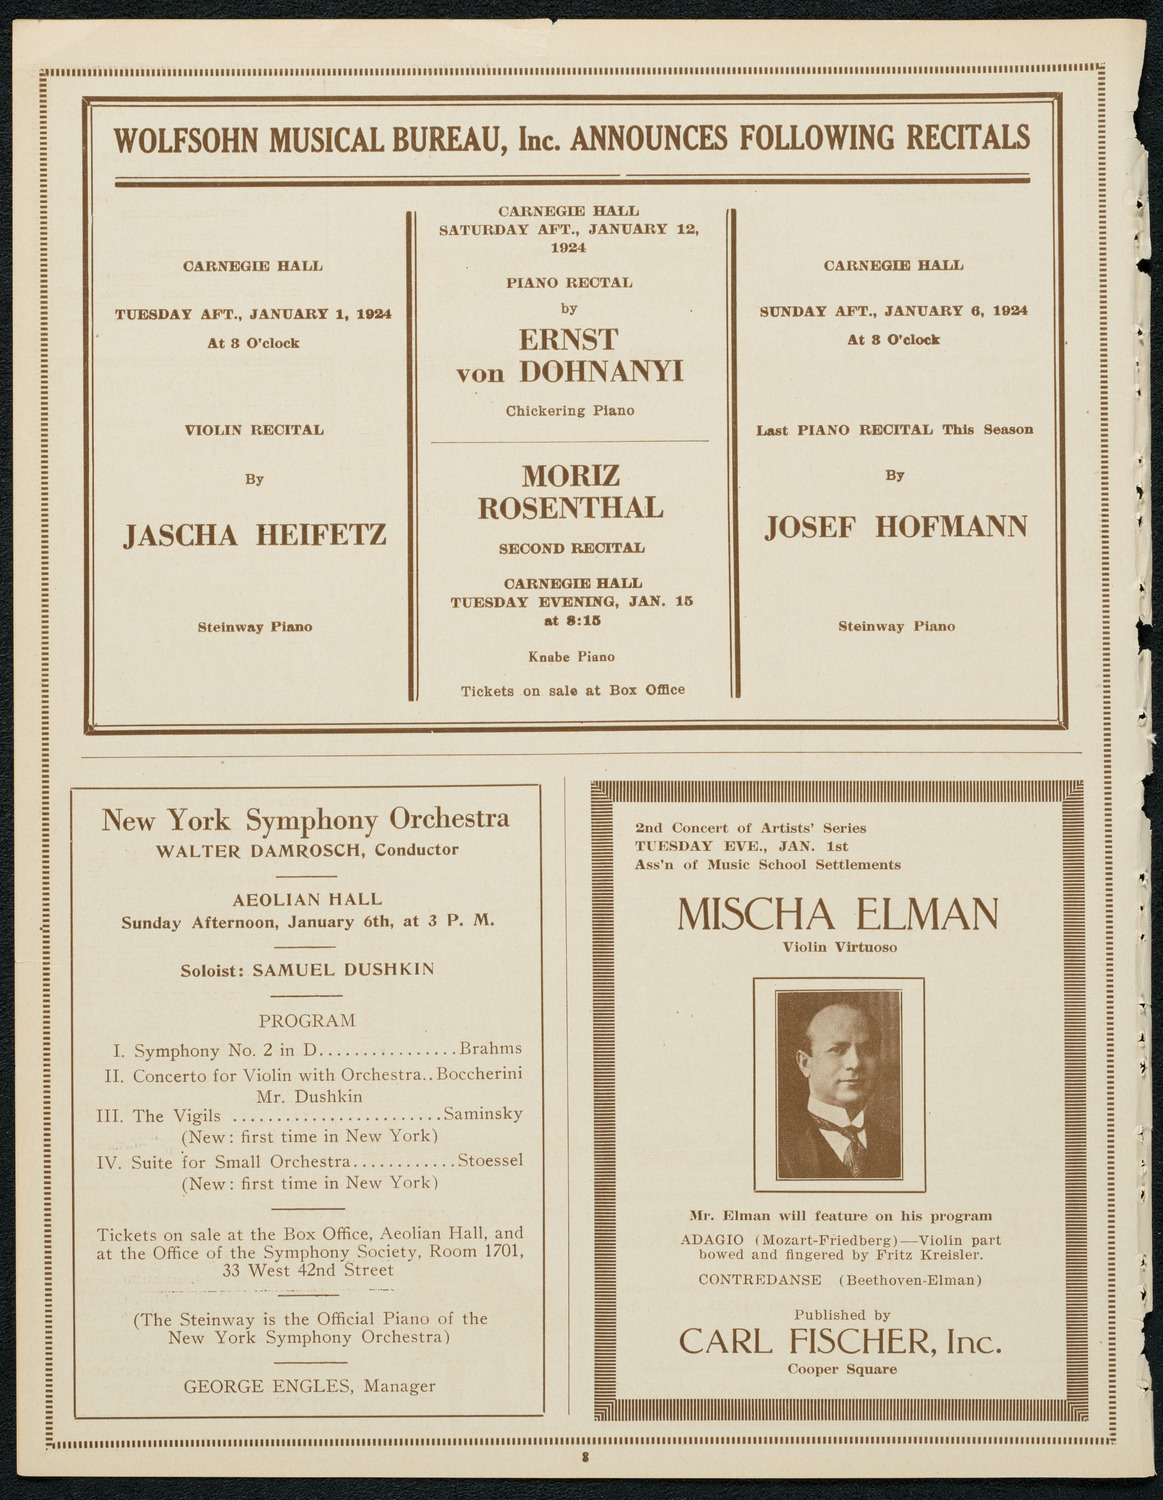 WOLFSOHN MUSICAL BUREAU, Inc. ANNOUNCES FOLLOWING RECITALS
CARNEGIE HALL
TUESDAY AFT., JANUARY 1, 1924
At 3 O'clock
VIOLIN RECITAL
By
JASCHA HEIFETZ
Steinway Piano
CARNEGIE HALL
SATURDAY AFT., JANUARY 12,
1924
PIANO RECTAL
by
ERNST
von DOHNANYI
Chickering Piano
MORIZ
ROSENTHAL
SECOND RECITAL
CARNEGIE HALL
TUESDAY EVENING, JAN. 15
at 8:15
Knabe Piano
Tickets on sale at Box Office
CARNEGIE HALL
SUNDAY AFT., JANUARY 6, 1924
At 3 O'clock
Last PIANO RECITAL This Season
By
JOSEF HOFMANN
Steinway Piano
New York Symphony Orchestra
WALTER DAMROSCH, Conductor
AEOLIAN HALL
Sunday Afternoon, January 6th, at 3 P. M.
Soloist: SAMUEL DUSHKIN
PROGRAM
I. Symphony No. 2 in D................Brahms
II. Concerto for Violin with Orchestra..Boccherini
Mr. Dushkin
III. The Vigils ........................Saminsky
(New: first time in New York)
IV. Suite for Small Orchestra............Stoessel
(New: first time in New York)
Tickets on sale at the Box Office, Aeolian Hall, and
at the Office of the Symphony Society, Room 1701,
33 West 42nd Street
(The Steinway is the Official Piano of the
New York Symphony Orchestra)
GEORGE ENGLES, Manager
2nd Concert of Artists' Series
TUESDAY EVE., JAN. 1st
Ass'n of Music School Settlements
MISCHA ELMAN
Violin Virtuoso
Mr. Elman will feature on his program
ADAGIO (Mozart-Friedberg)—Violin part
bowed and fingered by Fritz Kreisler.
CONTREDANSE (Beethoven-Elman)
Published by
CARL FISCHER, Inc.
Cooper Square
8